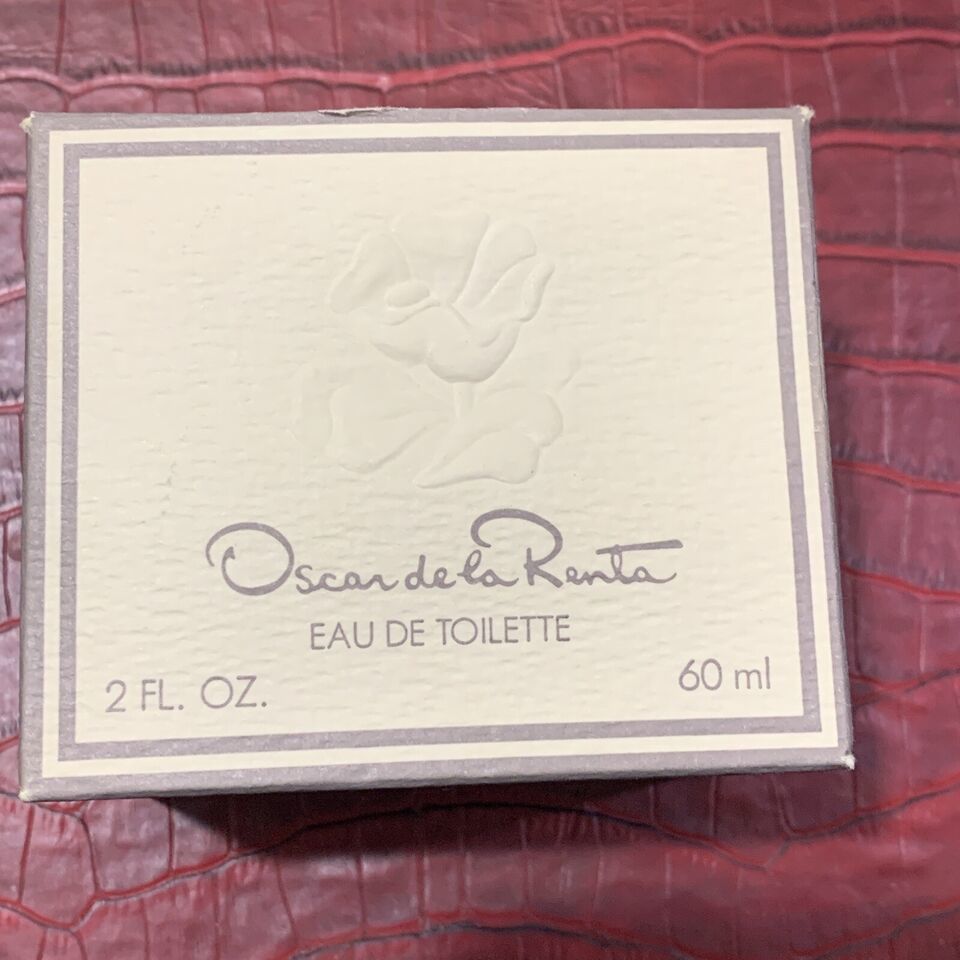 Oscar de la Renta
EAU DE TOILETTE
2 FL. OZ.
60 ml